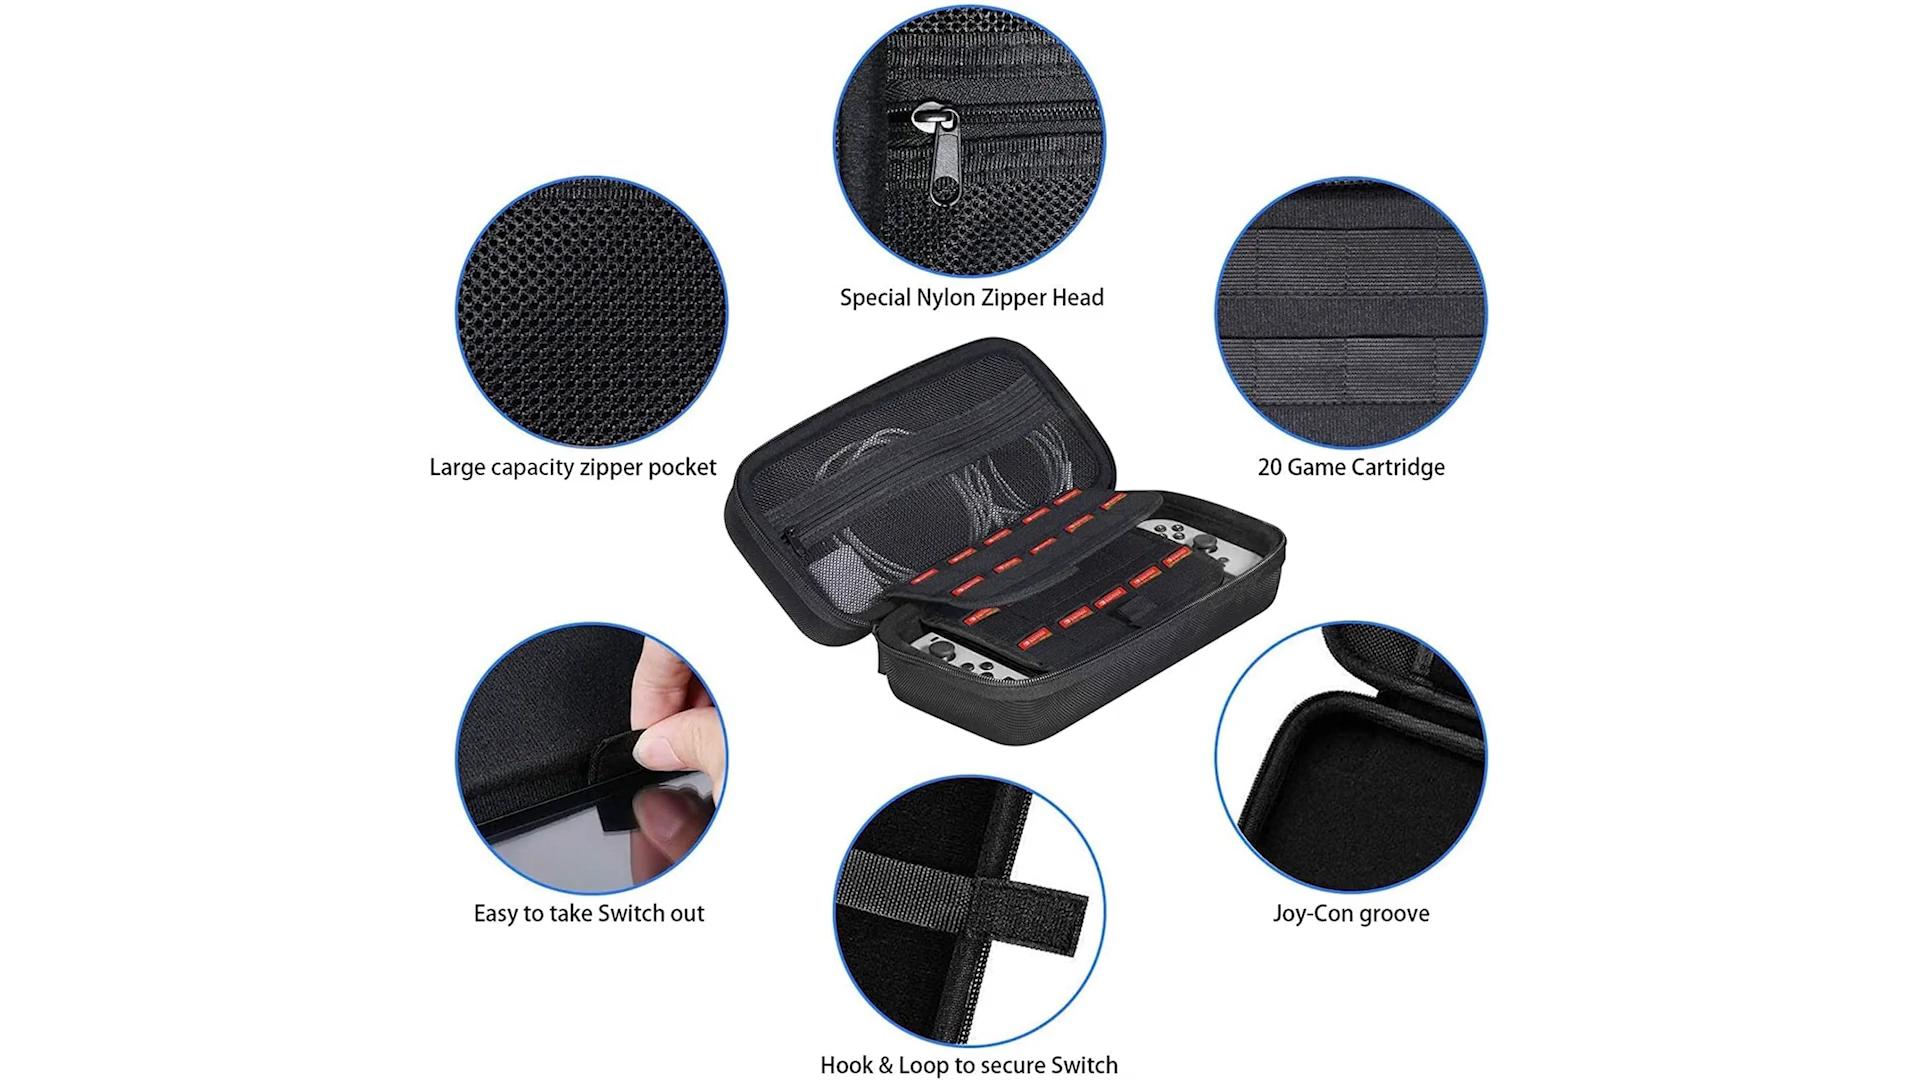 Special Nylon Zipper Head
Large capacity zipper pocket
20 Game Cartridge
Easy to take Switch out
Joy-Con groove
Hook & Loop to secure Switch